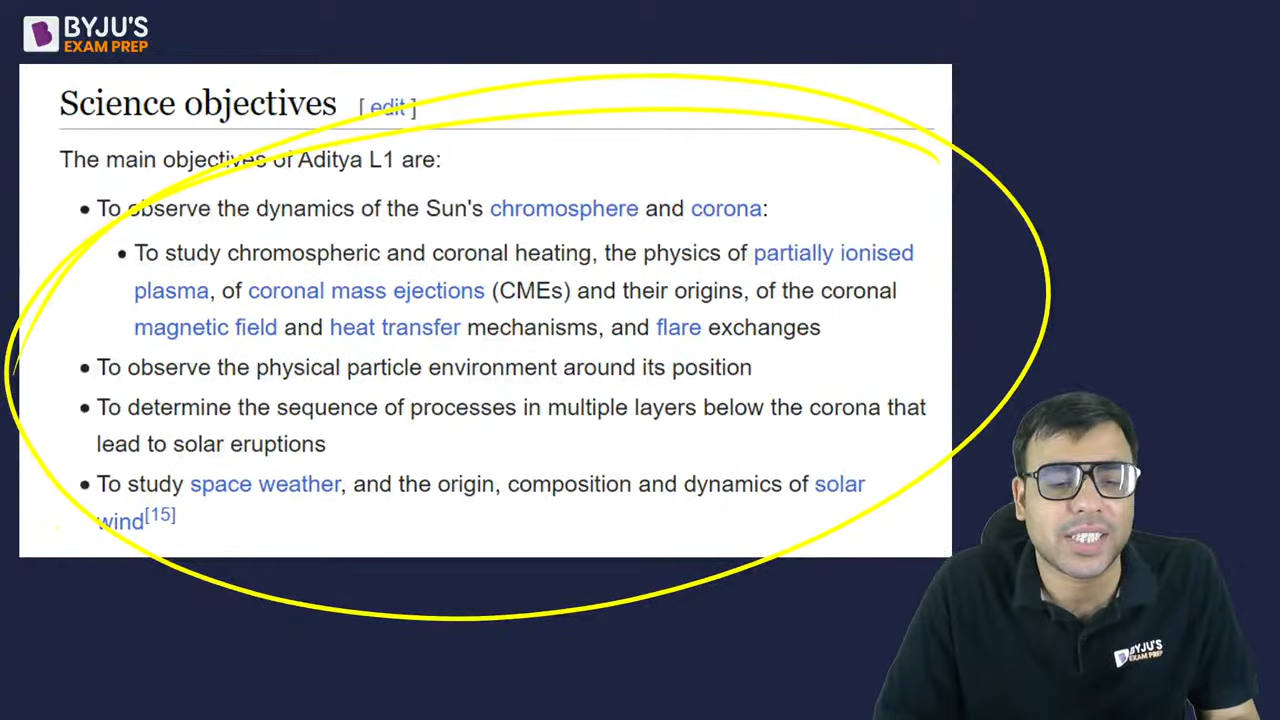 BYJU'S
EXAM PREP
Science objectives [ edit ]
The main objectives of Aditya L1 are:
• To observe the dynamics of the Sun's chromosphere and corona:
• To study chromospheric and coronal heating, the physics of partially ionised
plasma, of coronal mass ejections (CMEs) and their origins, of the coronal
magnetic field and heat transfer mechanisms, and flare exchanges
• To observe the physical particle environment around its position
• To determine the sequence of processes in multiple layers below the corona that
lead to solar eruptions
• To study space weather, and the origin, composition and dynamics of solar
wind[15]
BYJU'S
EXAM PREP